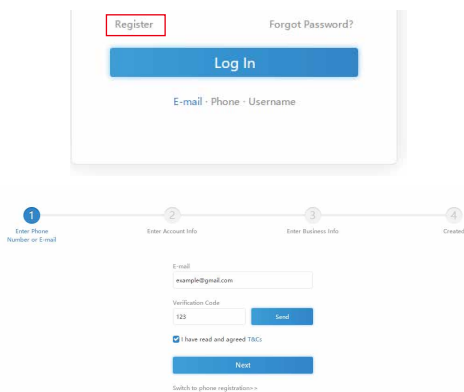 Register Forgot Password?
Log In
E-mail · Phone · Username
1 2 3 4
Enter Phone Number or E-mail Enter Account Info Enter Business Info Created
E-mail
example@gmail.com
Verification Code
123 Send
I have read and agreed T&Cs
Next
Switch to phone registration>>